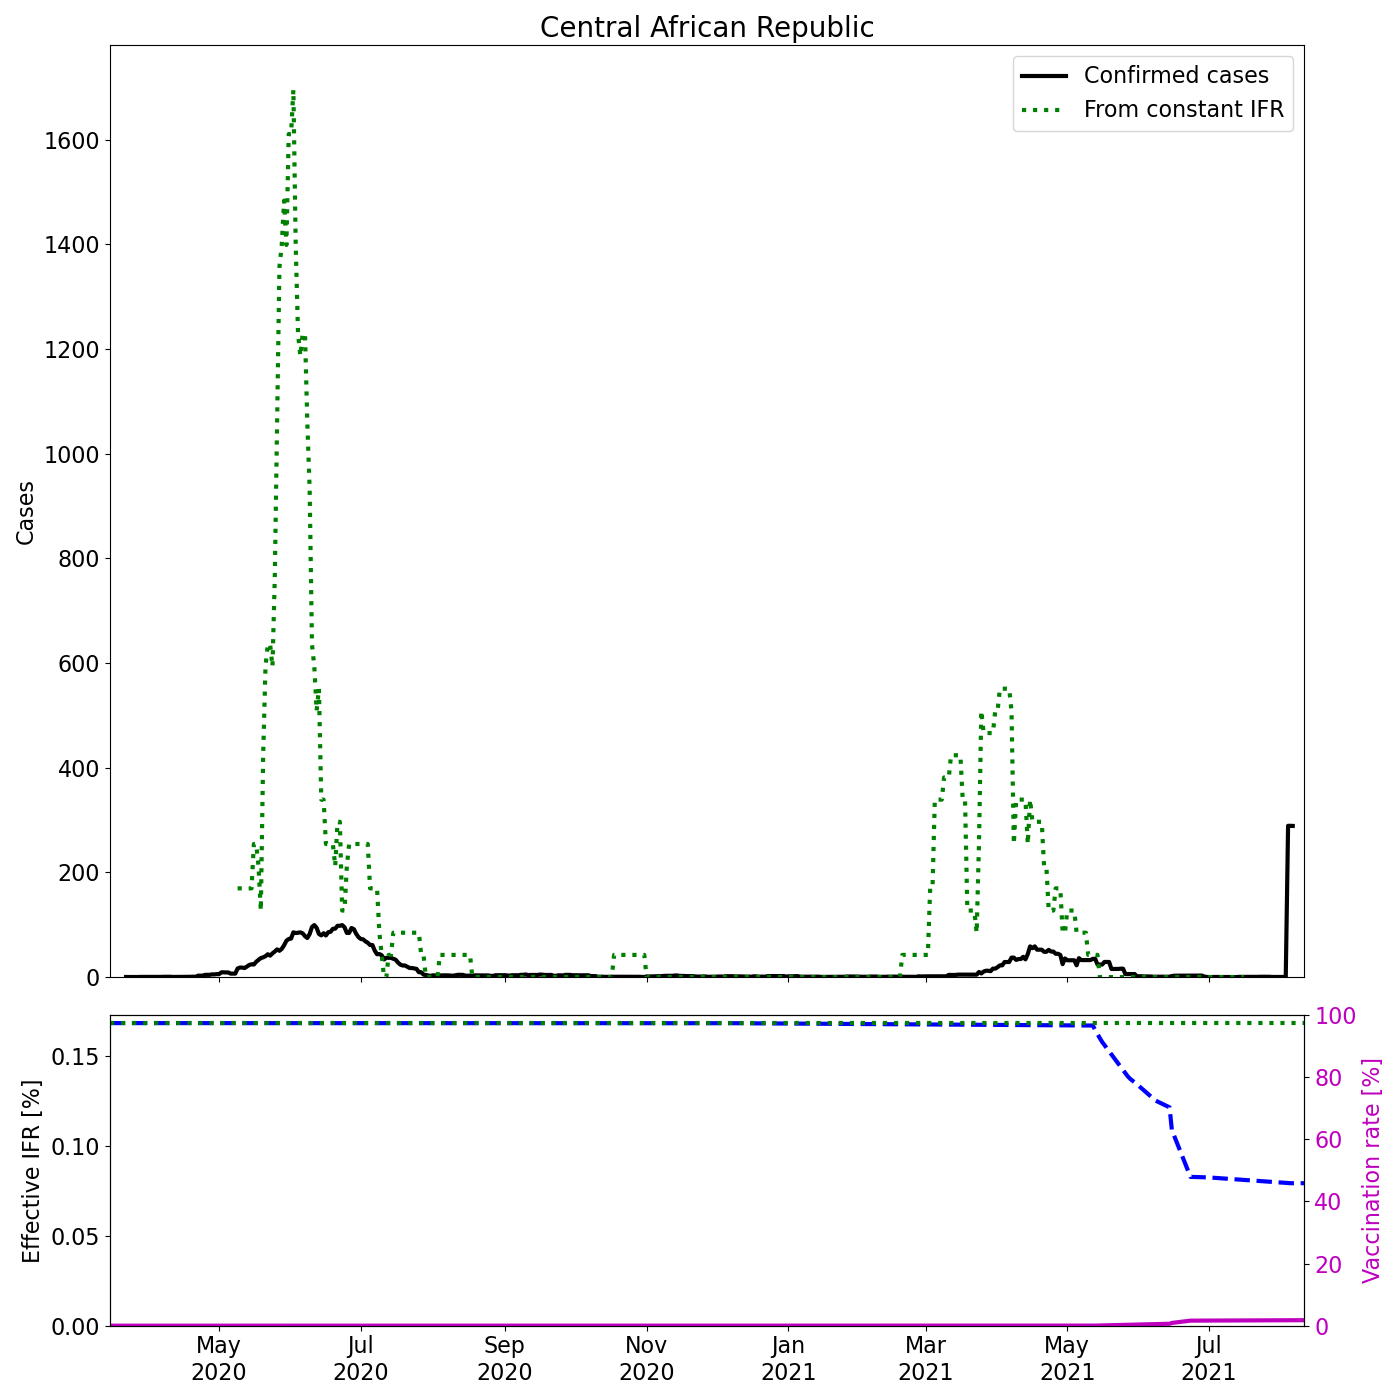 Central African Republic
Confirmed cases
From constant IFR
1600
1400
1200
1000
800
600
400
200
0
Cases
0.15
0.10
0.05
0.00
Effective IFR [%]
100
80
60
40
20
0
Vaccination rate [%]
May Jul Sep Nov Jan Mar May Jul
2020 2020 2020 2020 2021 2021 2021 2021